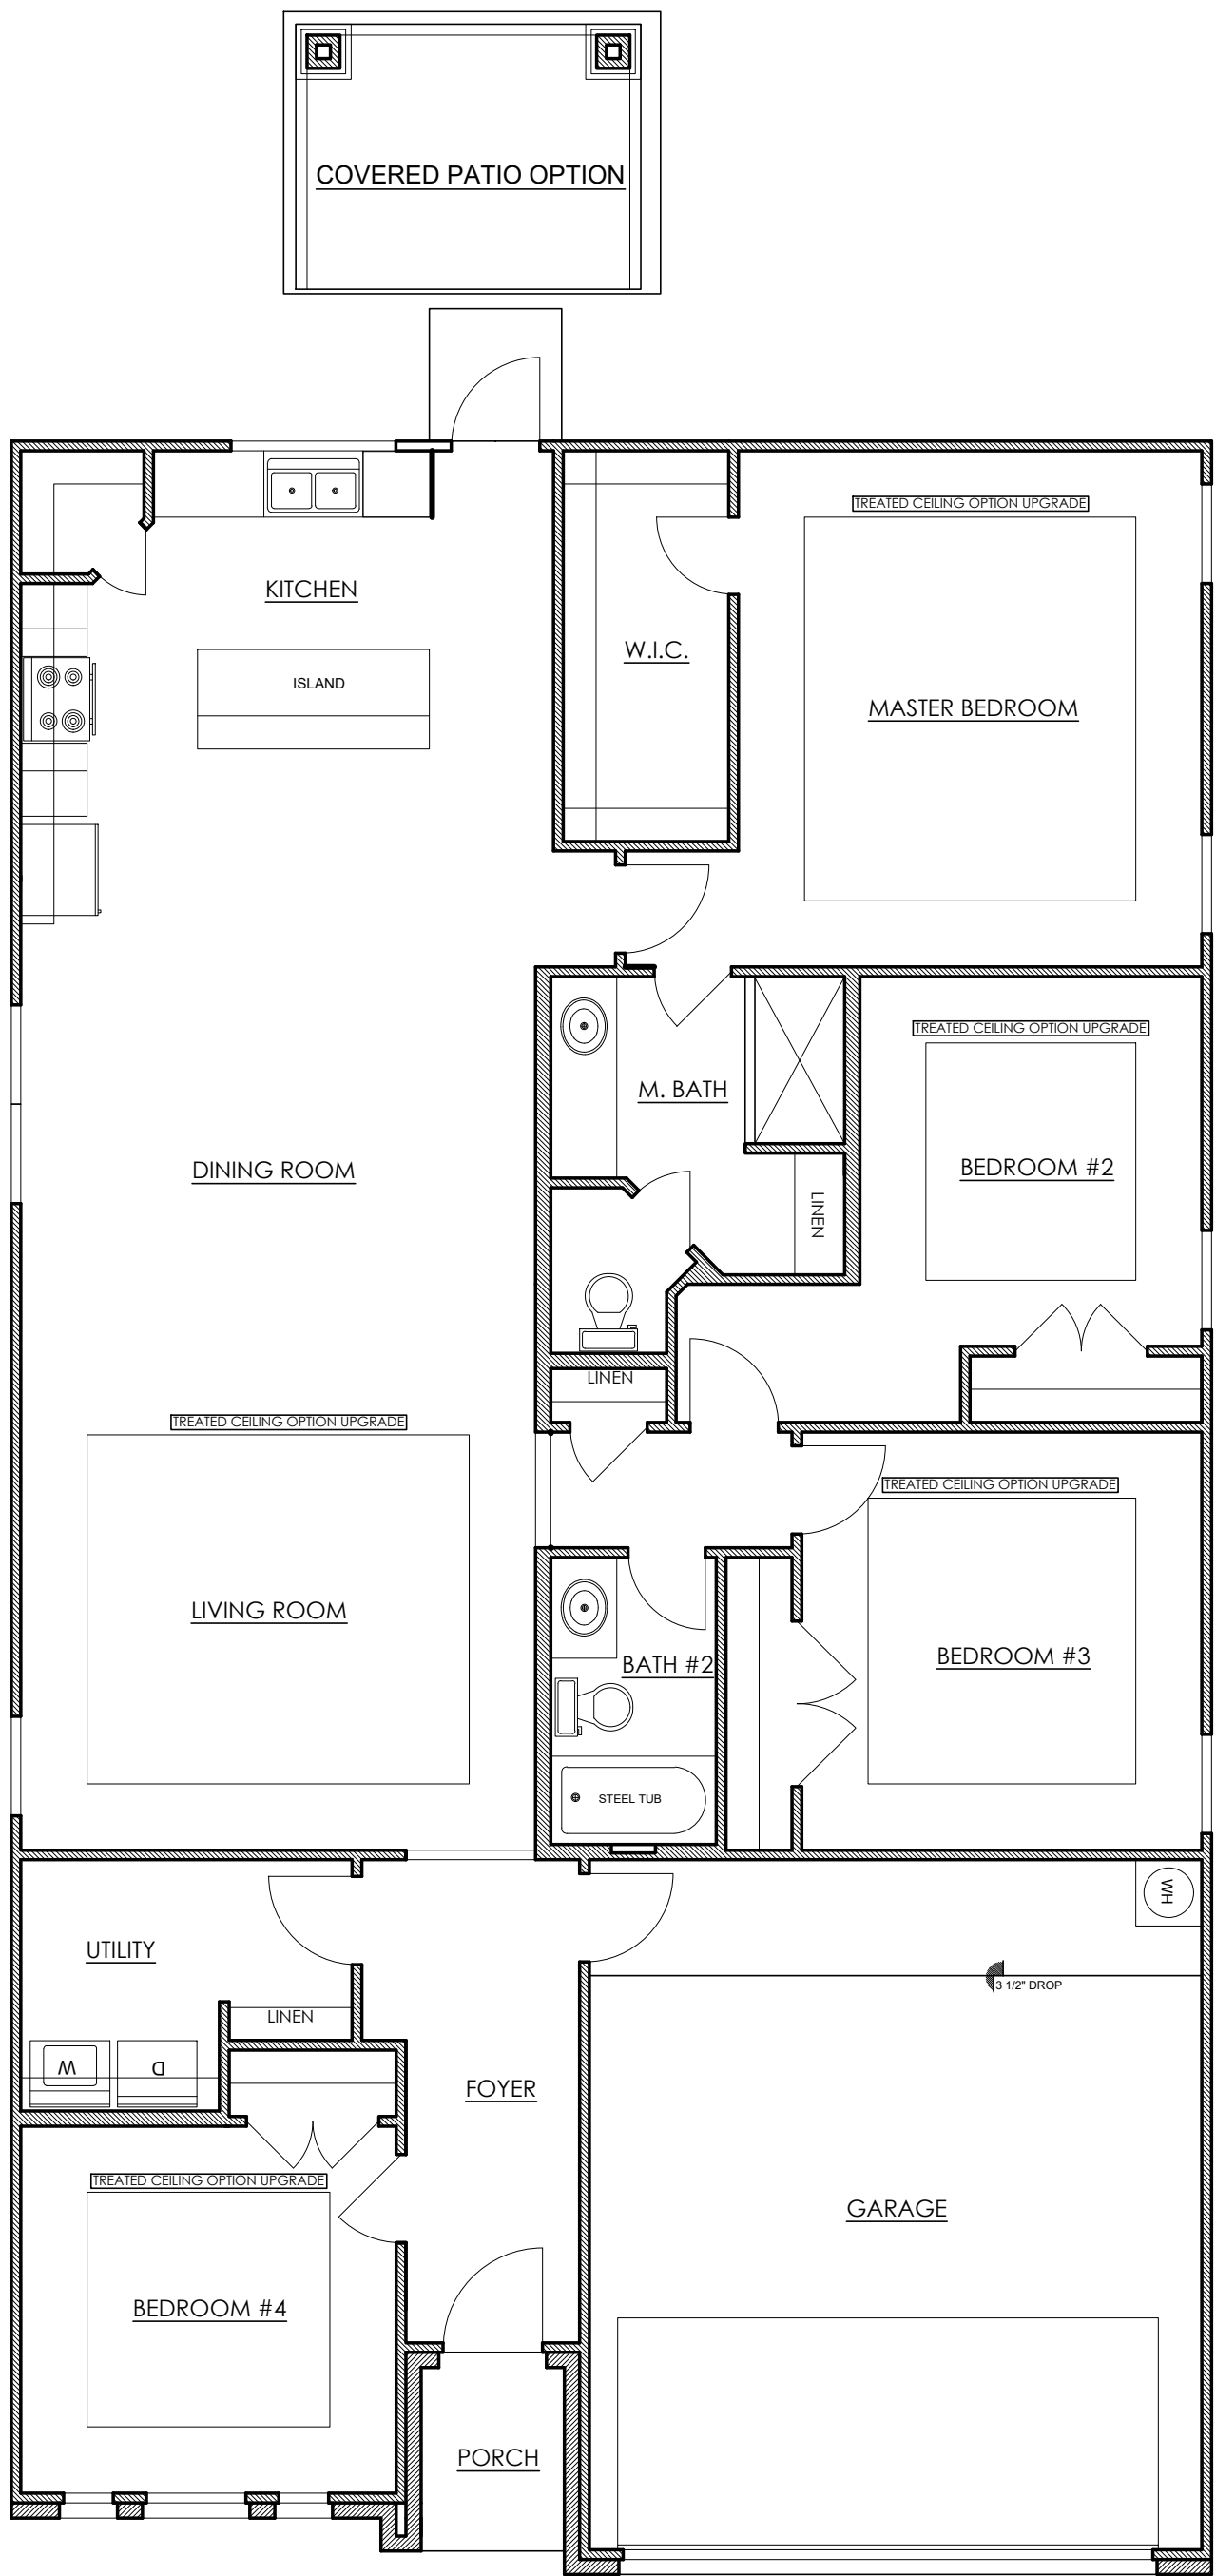 COVERED PATIO OPTION
TREATED CEILING OPTION UPGRADE
KITCHEN
W.I.C.
ISLAND
MASTER BEDROOM
TREATED CEILING OPTION UPGRADE
M. BATH
DINING ROOM
BEDROOM #2
LINEN
LINEN
TREATED CEILING OPTION UPGRADE
TREATED CEILING OPTION UPGRADE
LIVING ROOM
BATH #2
BEDROOM #3
STEEL TUB
WH
UTILITY
3 1/2" DROP
LINEN
W
D
FOYER
TREATED CEILING OPTION UPGRADE
GARAGE
BEDROOM #4
PORCH